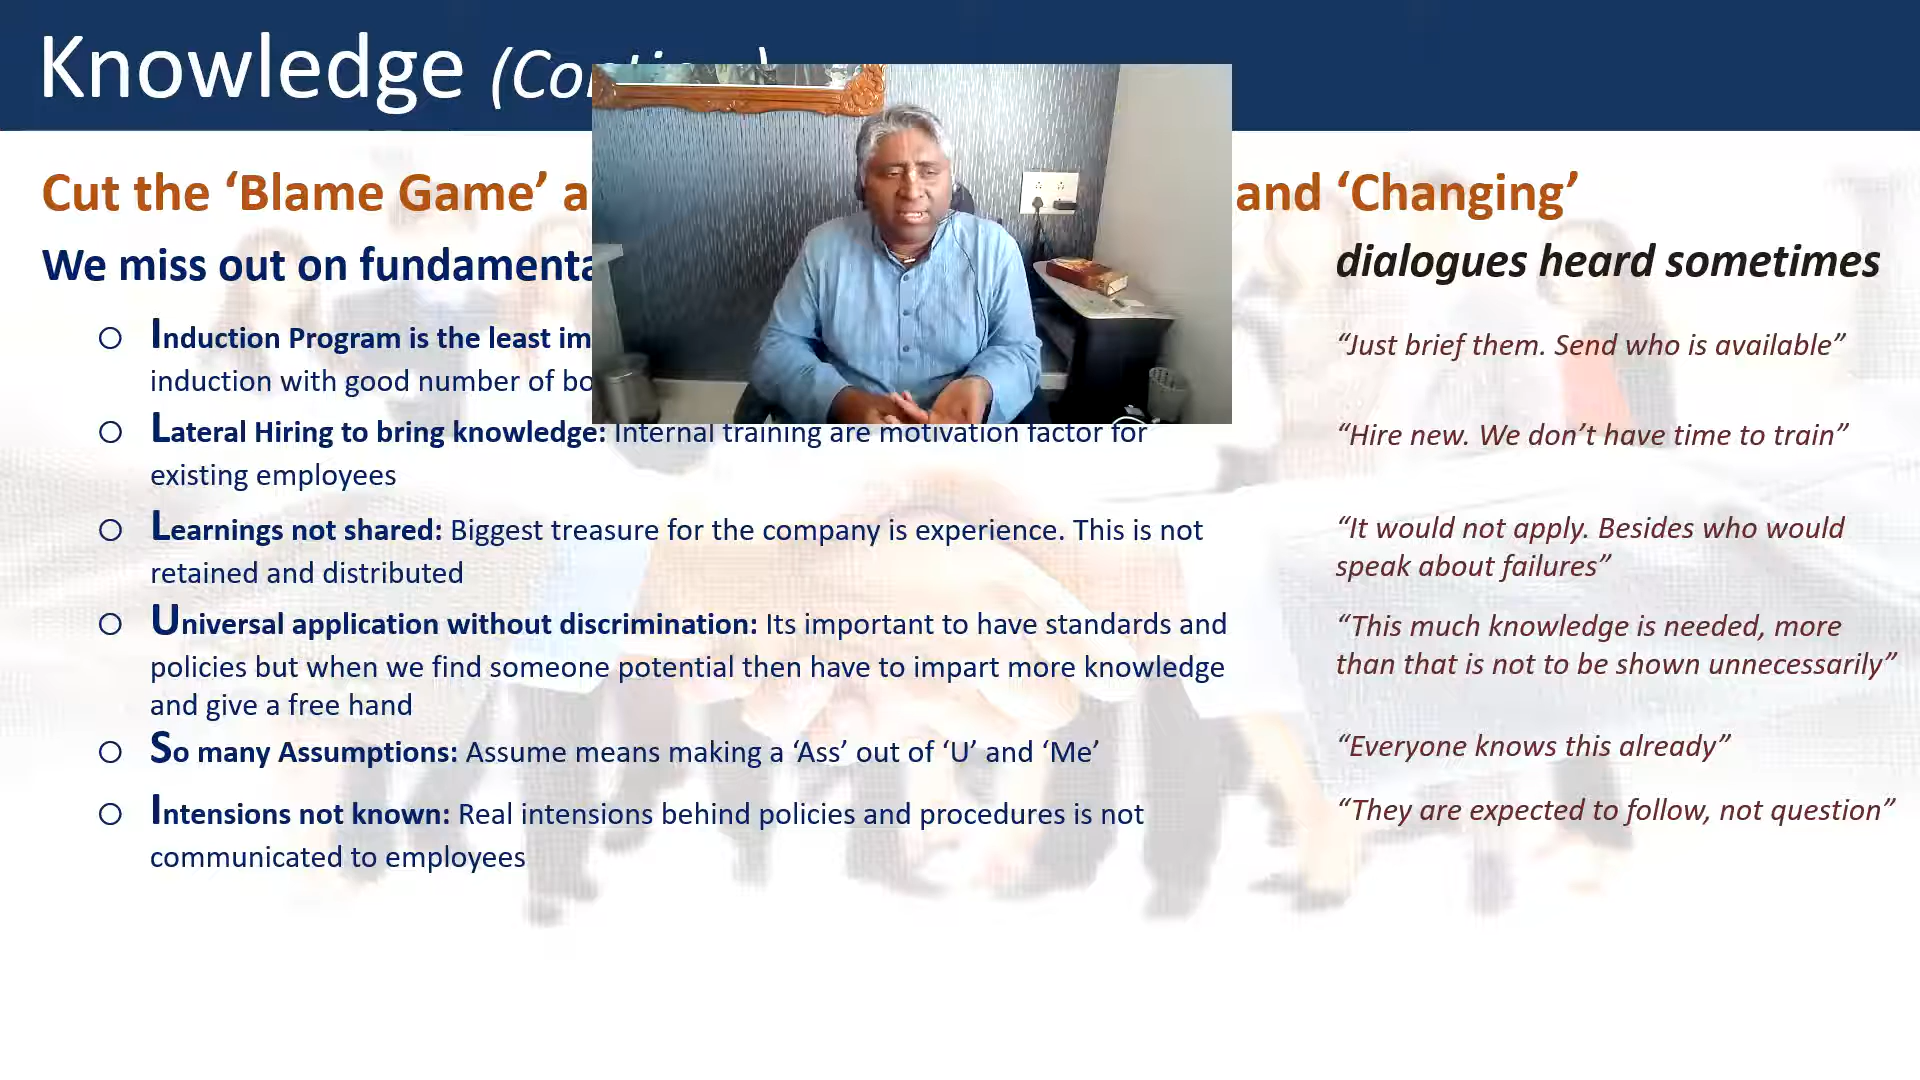 Knowledge
Cut the ‘Blame Game’ and ‘Changing’
We miss out on
dialogues heard sometimes
Induction Program is the least
“Just brief them. Send who is available”
induction with good number of
Lateral Hiring to bring knowledge: Internal training are motivation factor for
“Hire new. We don’t have time to train”
existing employees
Learnings not shared: Biggest treasure for the company is experience. This is not
“It would not apply. Besides who would
retained and distributed
speak about failures”
Universal application without discrimination: Its important to have standards and
“This much knowledge is needed, more
policies but when we find someone potential then have to impart more knowledge
than that is not to be shown unnecessarily”
and give a free hand
So many Assumptions: Assume means making a ‘Ass’ out of ‘U’ and ‘Me’
“Everyone knows this already”
Intensions not known: Real intensions behind policies and procedures is not
“They are expected to follow, not question”
communicated to employees